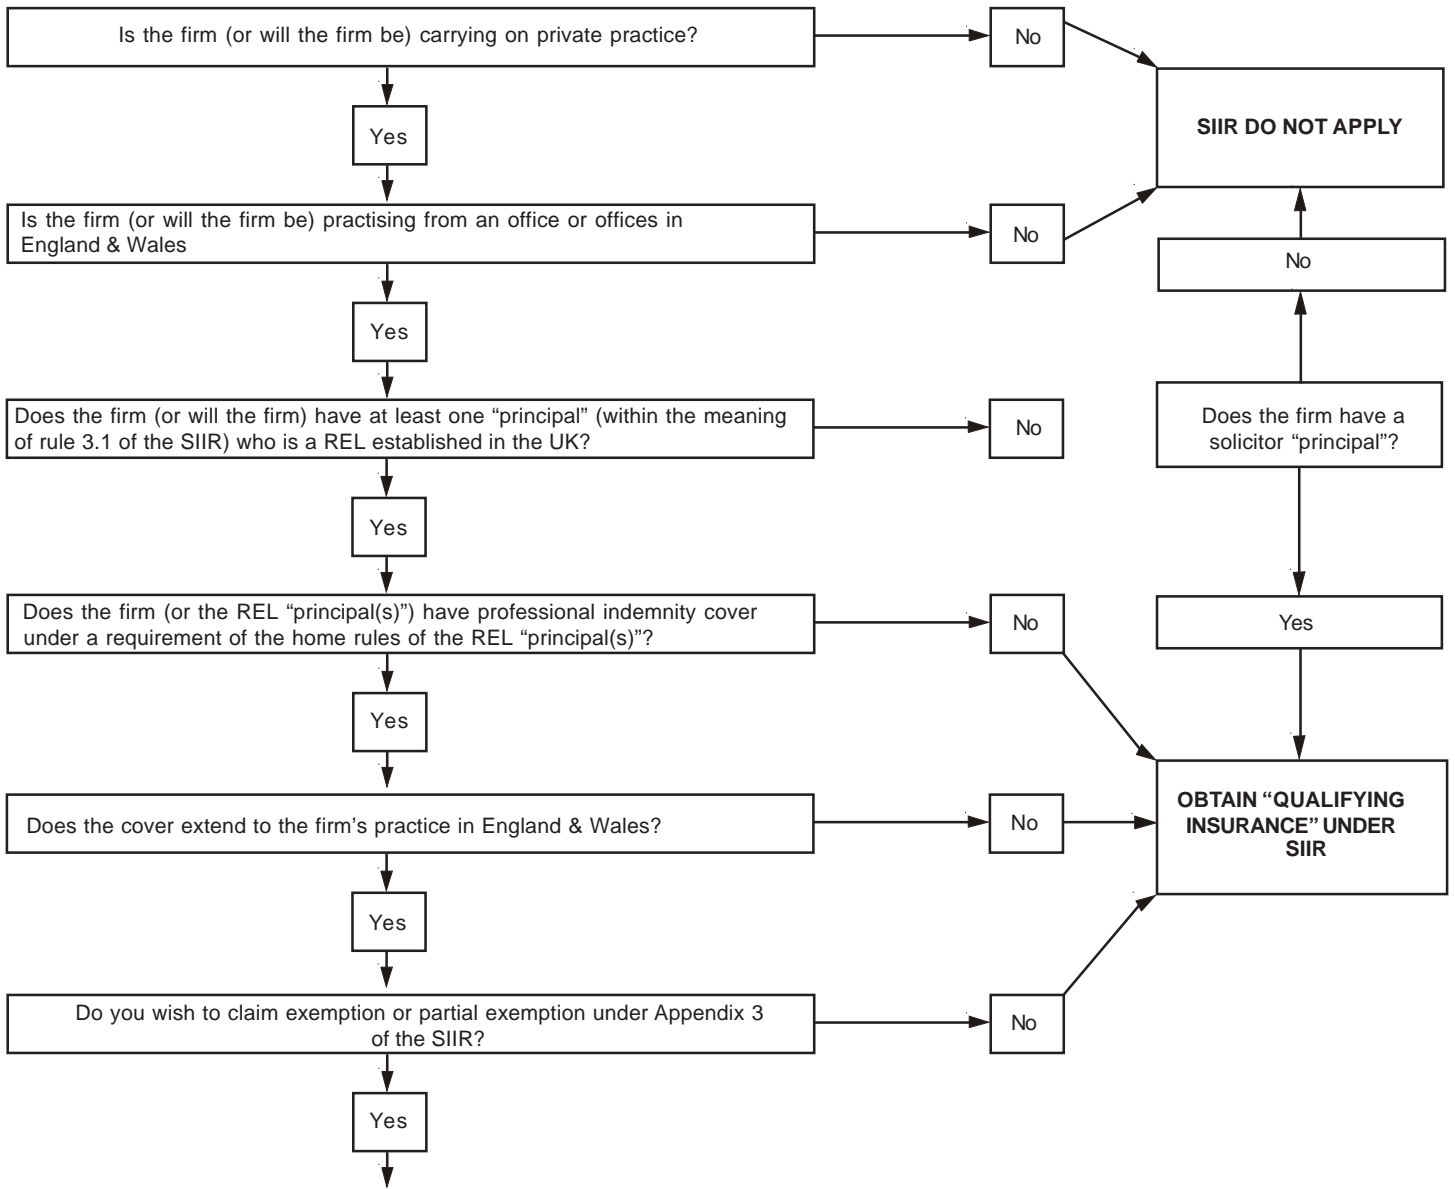 Is the firm (or will the firm be) carrying on private practice?
No
SIIR DO NOT APPLY
Yes
Is the firm (or will the firm be) practising from an office or offices in
England & Wales
No
No
Yes
Does the firm (or will the firm) have at least one “principal” (within the meaning
of rule 3.1 of the SIIR) who is a REL established in the UK?
No
Does the firm have a
solicitor “principal”?
Yes
Does the firm (or the REL “principal(s)”) have professional indemnity cover
under a requirement of the home rules of the REL “principal(s)”?
No
Yes
Yes
Does the cover extend to the firm’s practice in England & Wales?
No
OBTAIN “QUALIFYING
INSURANCE” UNDER
SIIR
Yes
Do you wish to claim exemption or partial exemption under Appendix 3
of the SIIR?
No
Yes